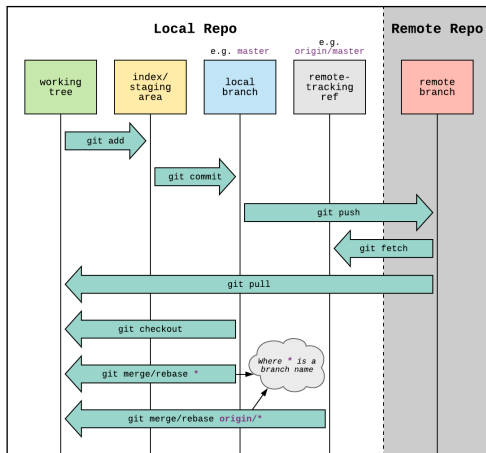 Local Repo
Remote Repo
e.g. master
e.g.
origin/master
working
tree
index/
staging
area
local
branch
remote-
tracking
ref
remote
branch
git add
git commit
git push
git fetch
git pull
git checkout
git merge/rebase *
Where * is a
branch name
git merge/rebase origin/*